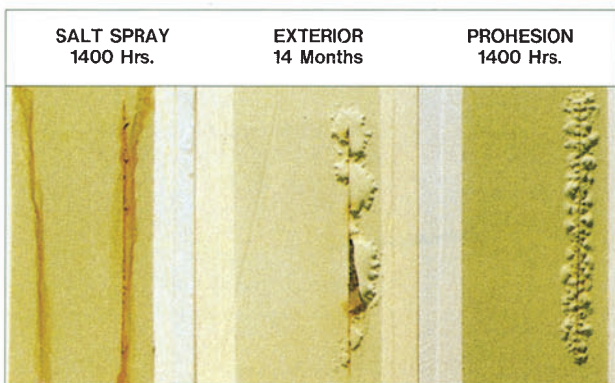 SALT SPRAY
1400 Hrs.
EXTERIOR
14 Months
PROHESION
1400 Hrs.